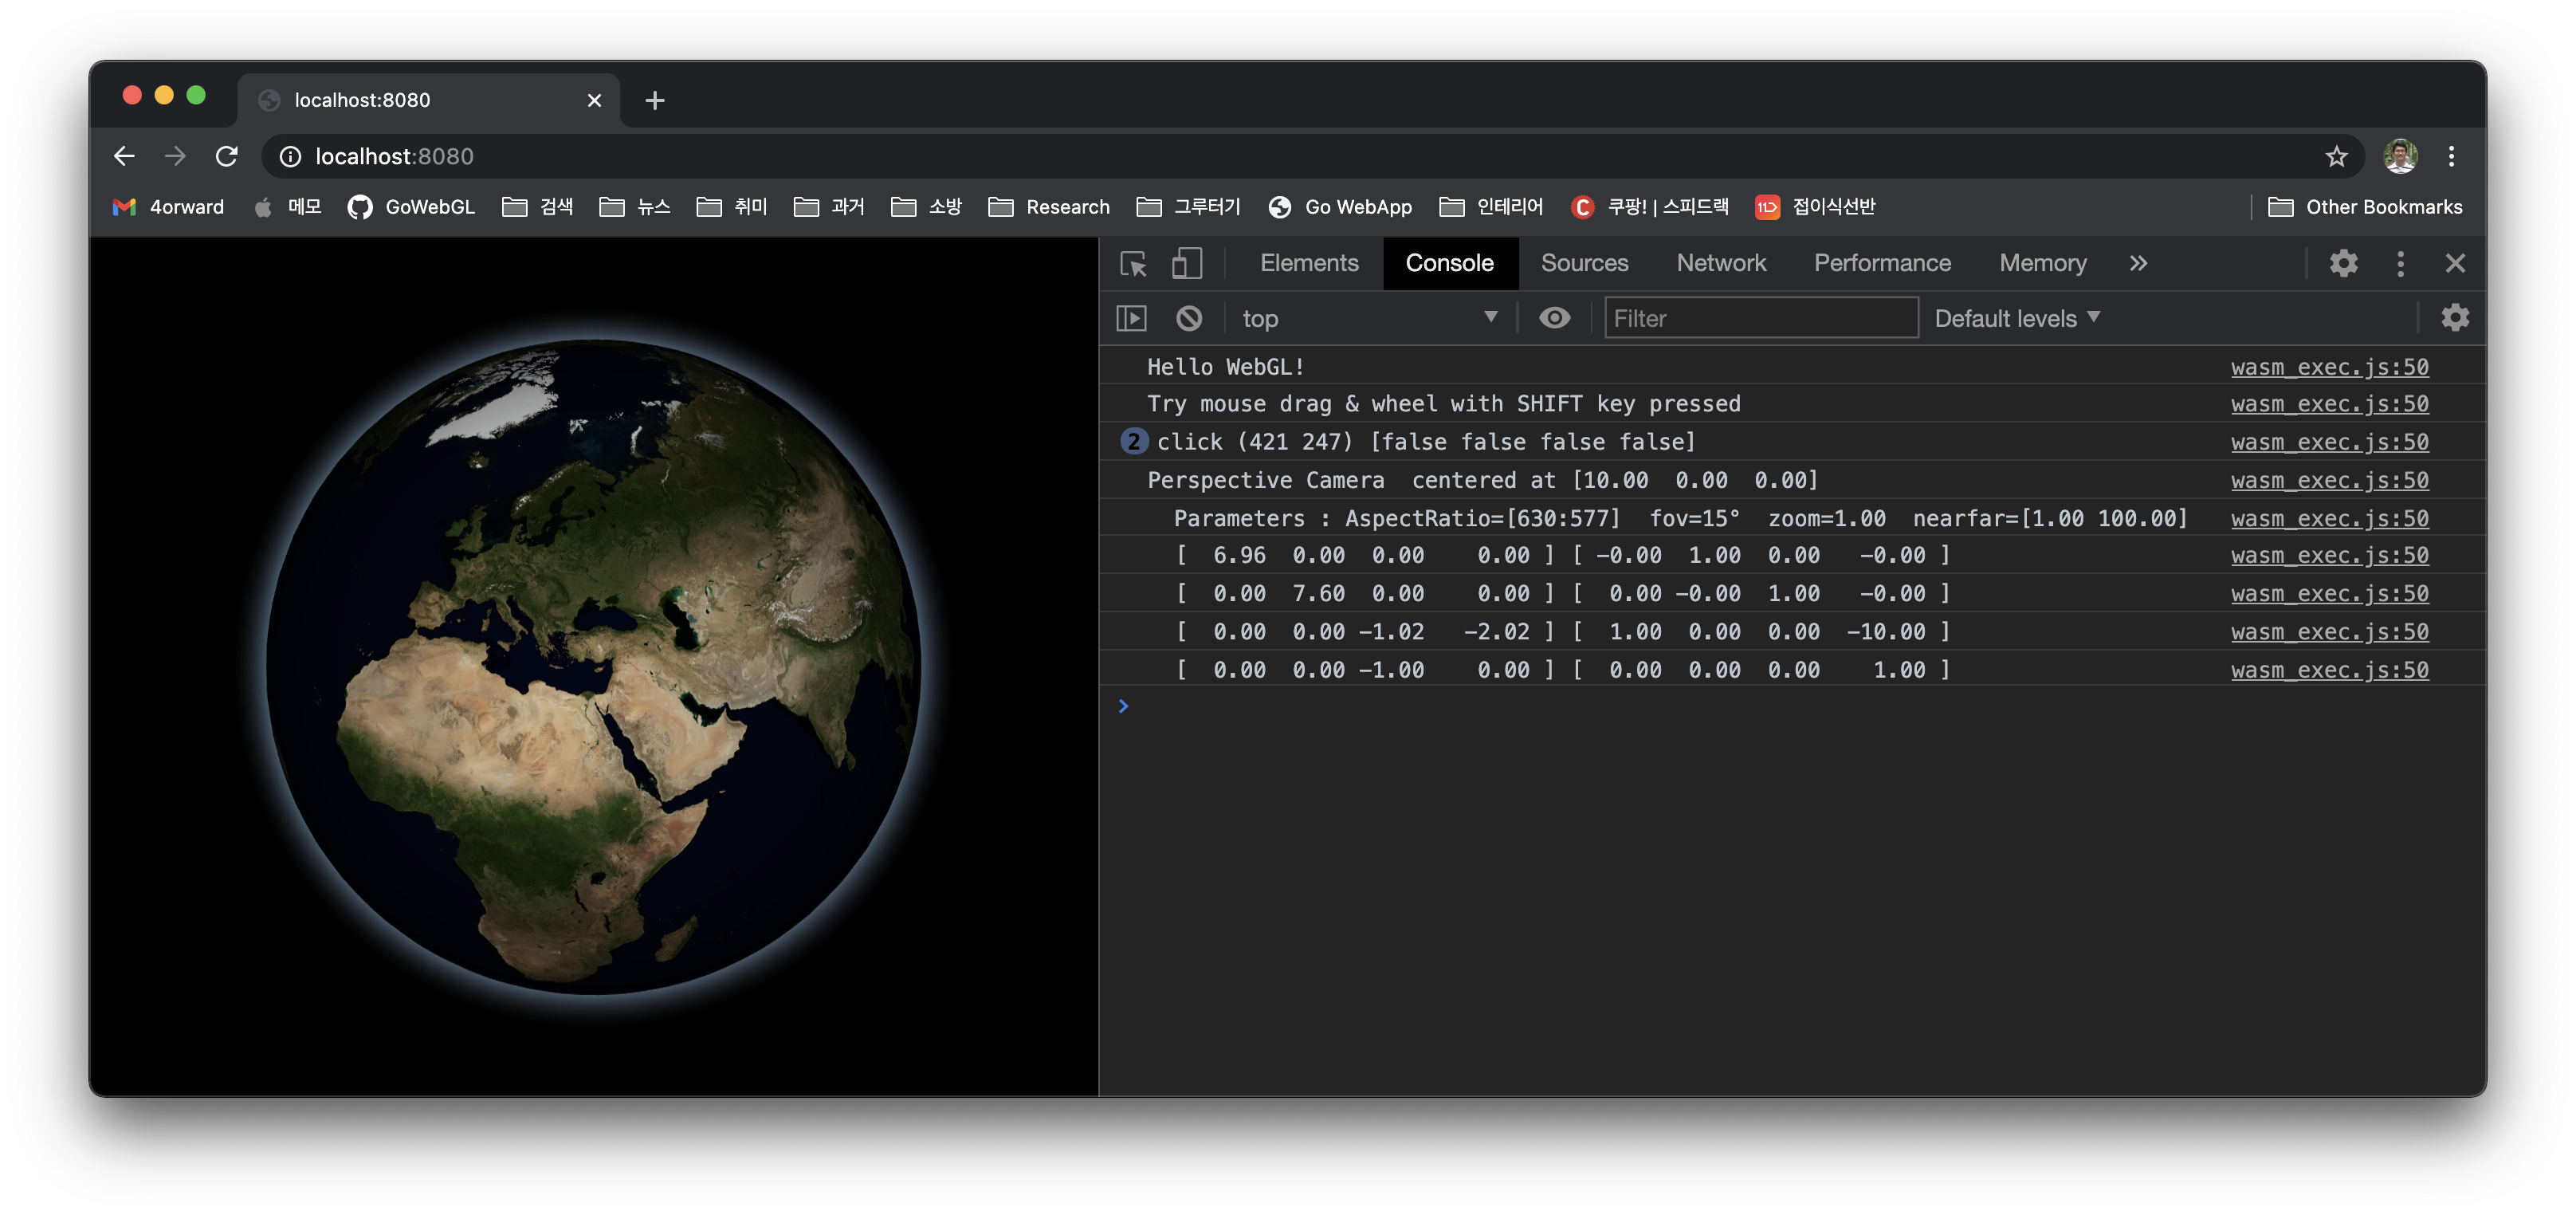 localhost:8080
localhost:8080
4orward 메모 GoWebGL 검색 뉴스 취미 과거 소방 Research 그루터기 Go WebApp 인테리어 쿠팡! | 스피드랙 접이식선반 Other Bookmarks
Elements Console Sources Network Performance Memory
top Filter Default levels
Hello WebGL! wasm_exec.js:50
Try mouse drag & wheel with SHIFT key pressed wasm_exec.js:50
2 click (421 247) [false false false false] wasm_exec.js:50
Perspective Camera  centered at [10.00  0.00  0.00] wasm_exec.js:50
Parameters : AspectRatio=[630:577]  fov=15°  zoom=1.00  nearfar=[1.00 100.00] wasm_exec.js:50
[  6.96  0.00  0.00    0.00 ] [ -0.00  1.00  0.00   -0.00 ] wasm_exec.js:50
[  0.00  7.60  0.00    0.00 ] [  0.00 -0.00  1.00   -0.00 ] wasm_exec.js:50
[  0.00  0.00 -1.02   -2.02 ] [  1.00  0.00  0.00  -10.00 ] wasm_exec.js:50
[  0.00  0.00 -1.00    0.00 ] [  0.00  0.00  0.00    1.00 ] wasm_exec.js:50